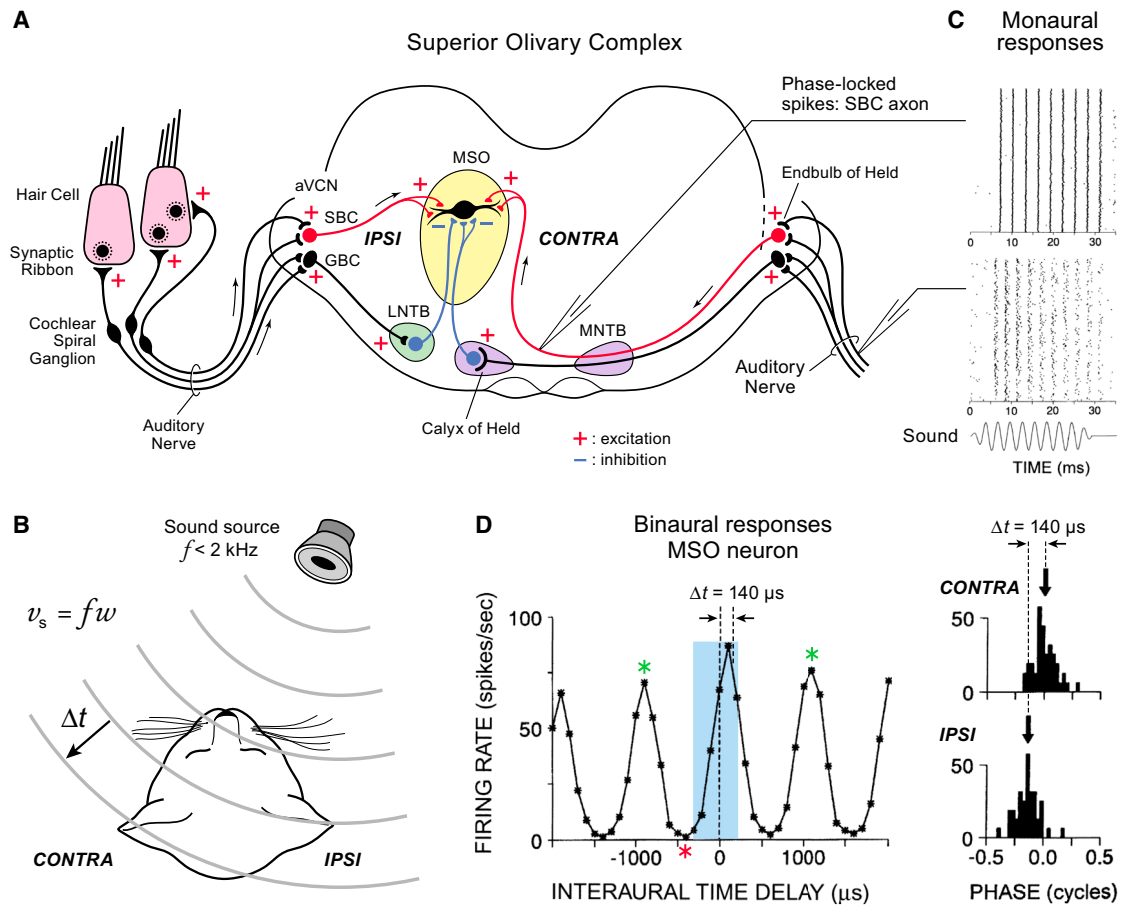 A
Superior Olivary Complex
Hair Cell
Synaptic
Ribbon
Cochlear
Spiral
Ganglion
Auditory
Nerve
aVCN
SBC
GBC
IPSI
MSO
CONTRA
LNTB
MNTB
Calyx of Held
+ : excitation
− : inhibition
Phase-locked
spikes: SBC axon
Endbulb of Held
Auditory
Nerve
C
Monaural
responses
0 10 20 30
0 10 20 30
Sound
TIME (ms)
B
Sound source
f < 2 kHz
vs = fw
Δt
CONTRA
IPSI
D
Binaural responses
MSO neuron
Δt = 140 µs
100
50
0
FIRING RATE (spikes/sec)
-1000 0 1000
INTERAURAL TIME DELAY (µs)
Δt = 140 µs
CONTRA
50
0
IPSI
50
0
-0.5 0.0 0.5
PHASE (cycles)